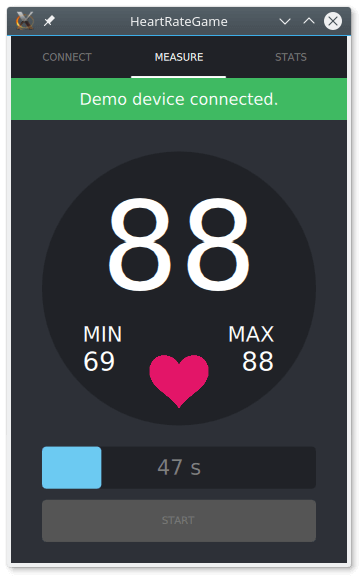 HeartRateGame
CONNECT MEASURE STATS
Demo device connected.
88
MIN MAX
69 88
47 s
START